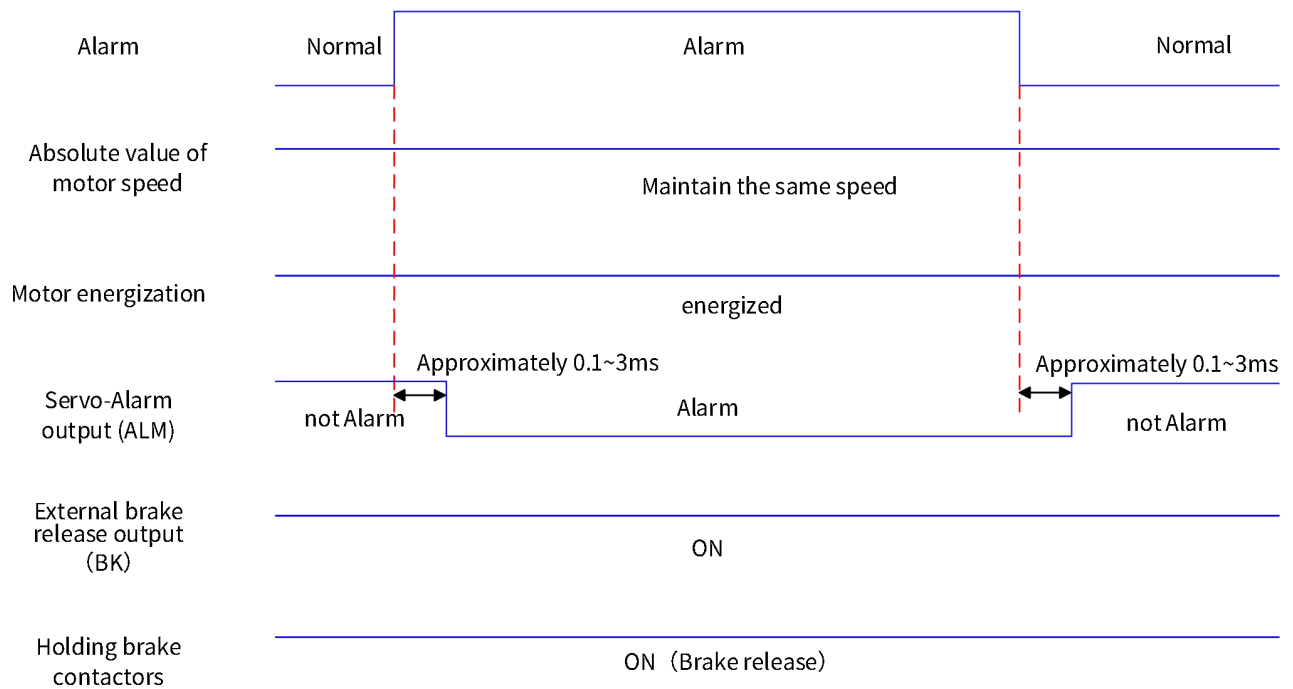 Alarm
Normal
Alarm
Normal
Absolute value of
motor speed
Maintain the same speed
Motor energization
energized
Approximately 0.1~3ms
Approximately 0.1~3ms
Servo-Alarm
output (ALM)
not Alarm
Alarm
not Alarm
External brake
release output
（BK）
ON
Holding brake
contactors
ON（Brake release）